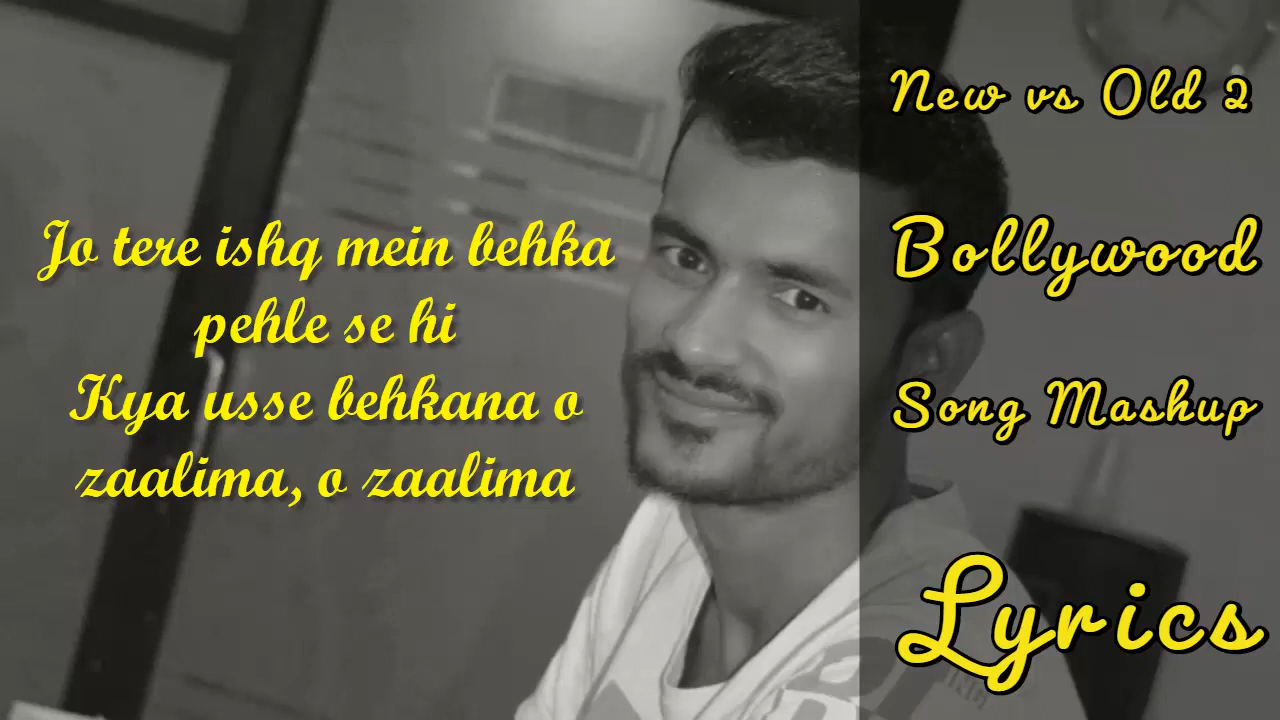 Jo tere ishq mein behka
pehle se hi
Kya usse behkana o
zaalima, o zaalima
New vs Old 2
Bollywood
Song Mashup
Lyrics